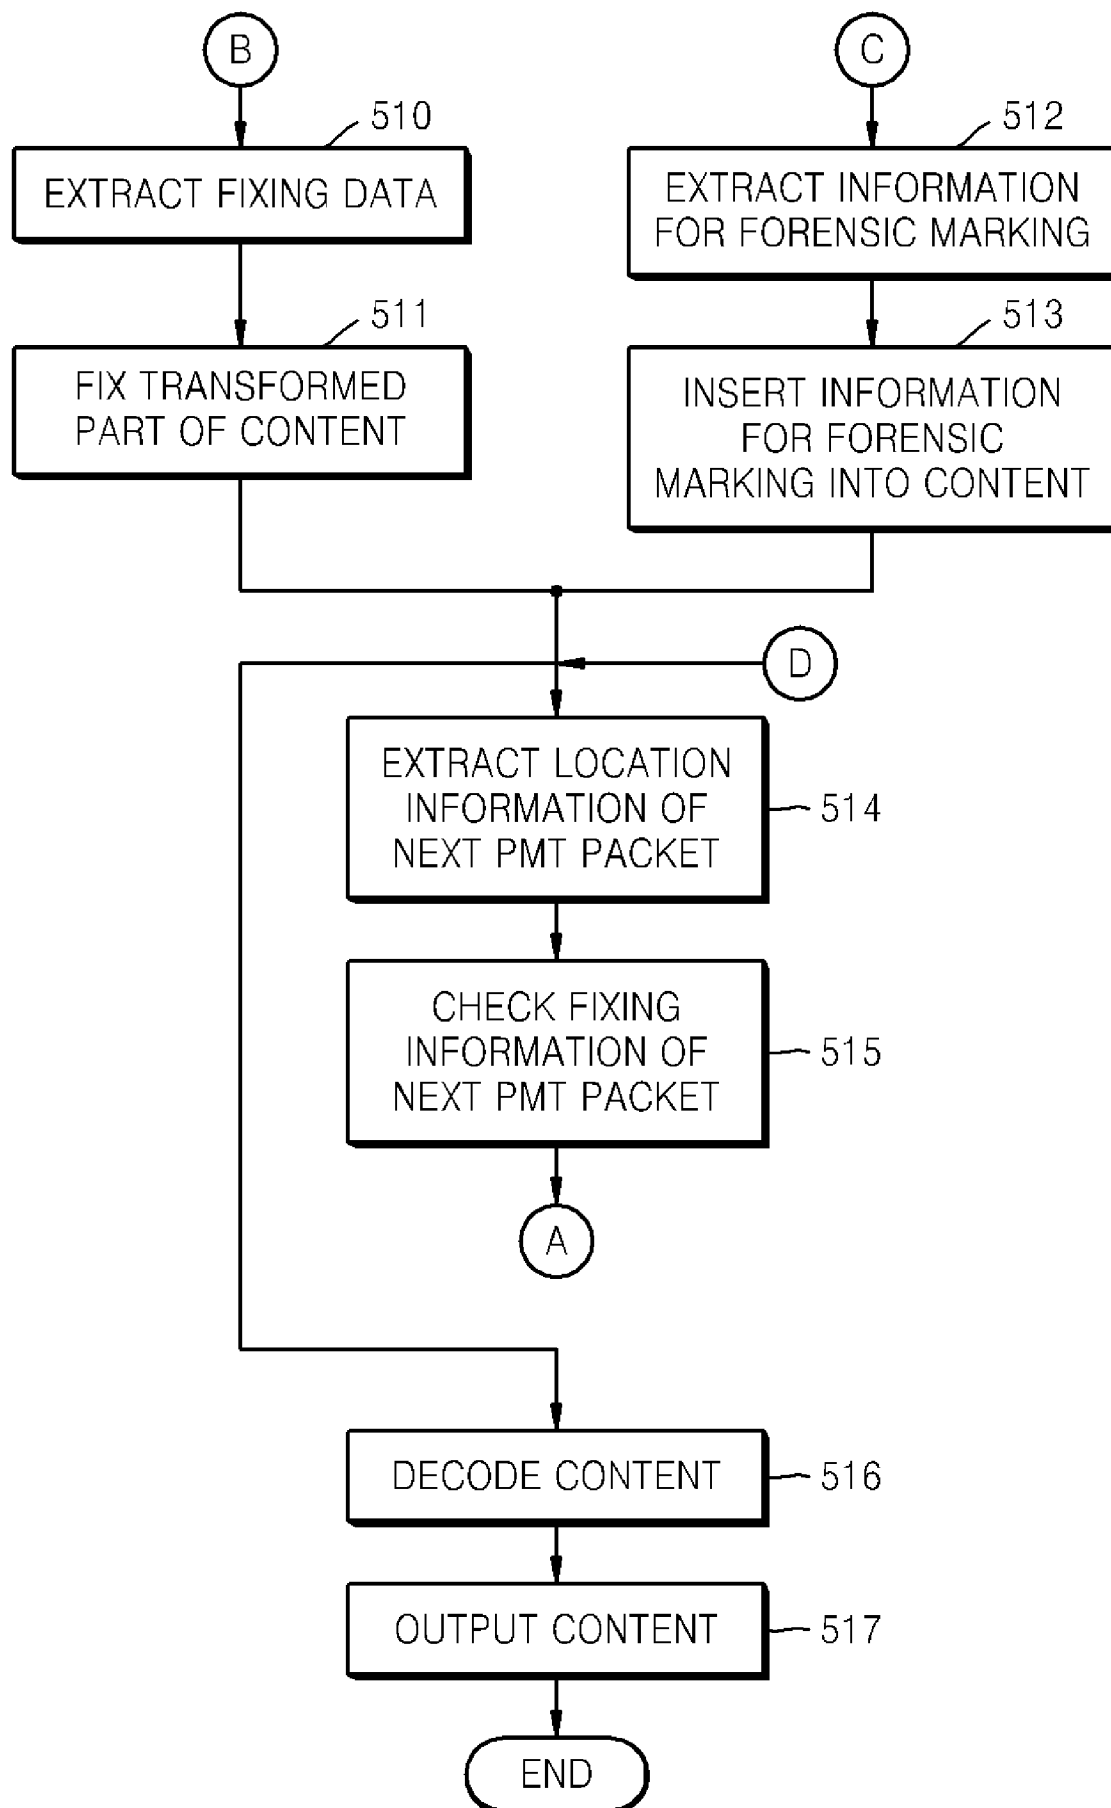 B
C
510
EXTRACT FIXING DATA
512
EXTRACT INFORMATION
FOR FORENSIC MARKING
511
FIX TRANSFORMED
PART OF CONTENT
513
INSERT INFORMATION
FOR FORENSIC
MARKING INTO CONTENT
D
EXTRACT LOCATION
INFORMATION OF
NEXT PMT PACKET
514
CHECK FIXING
INFORMATION OF
NEXT PMT PACKET
515
A
DECODE CONTENT
516
OUTPUT CONTENT
517
END